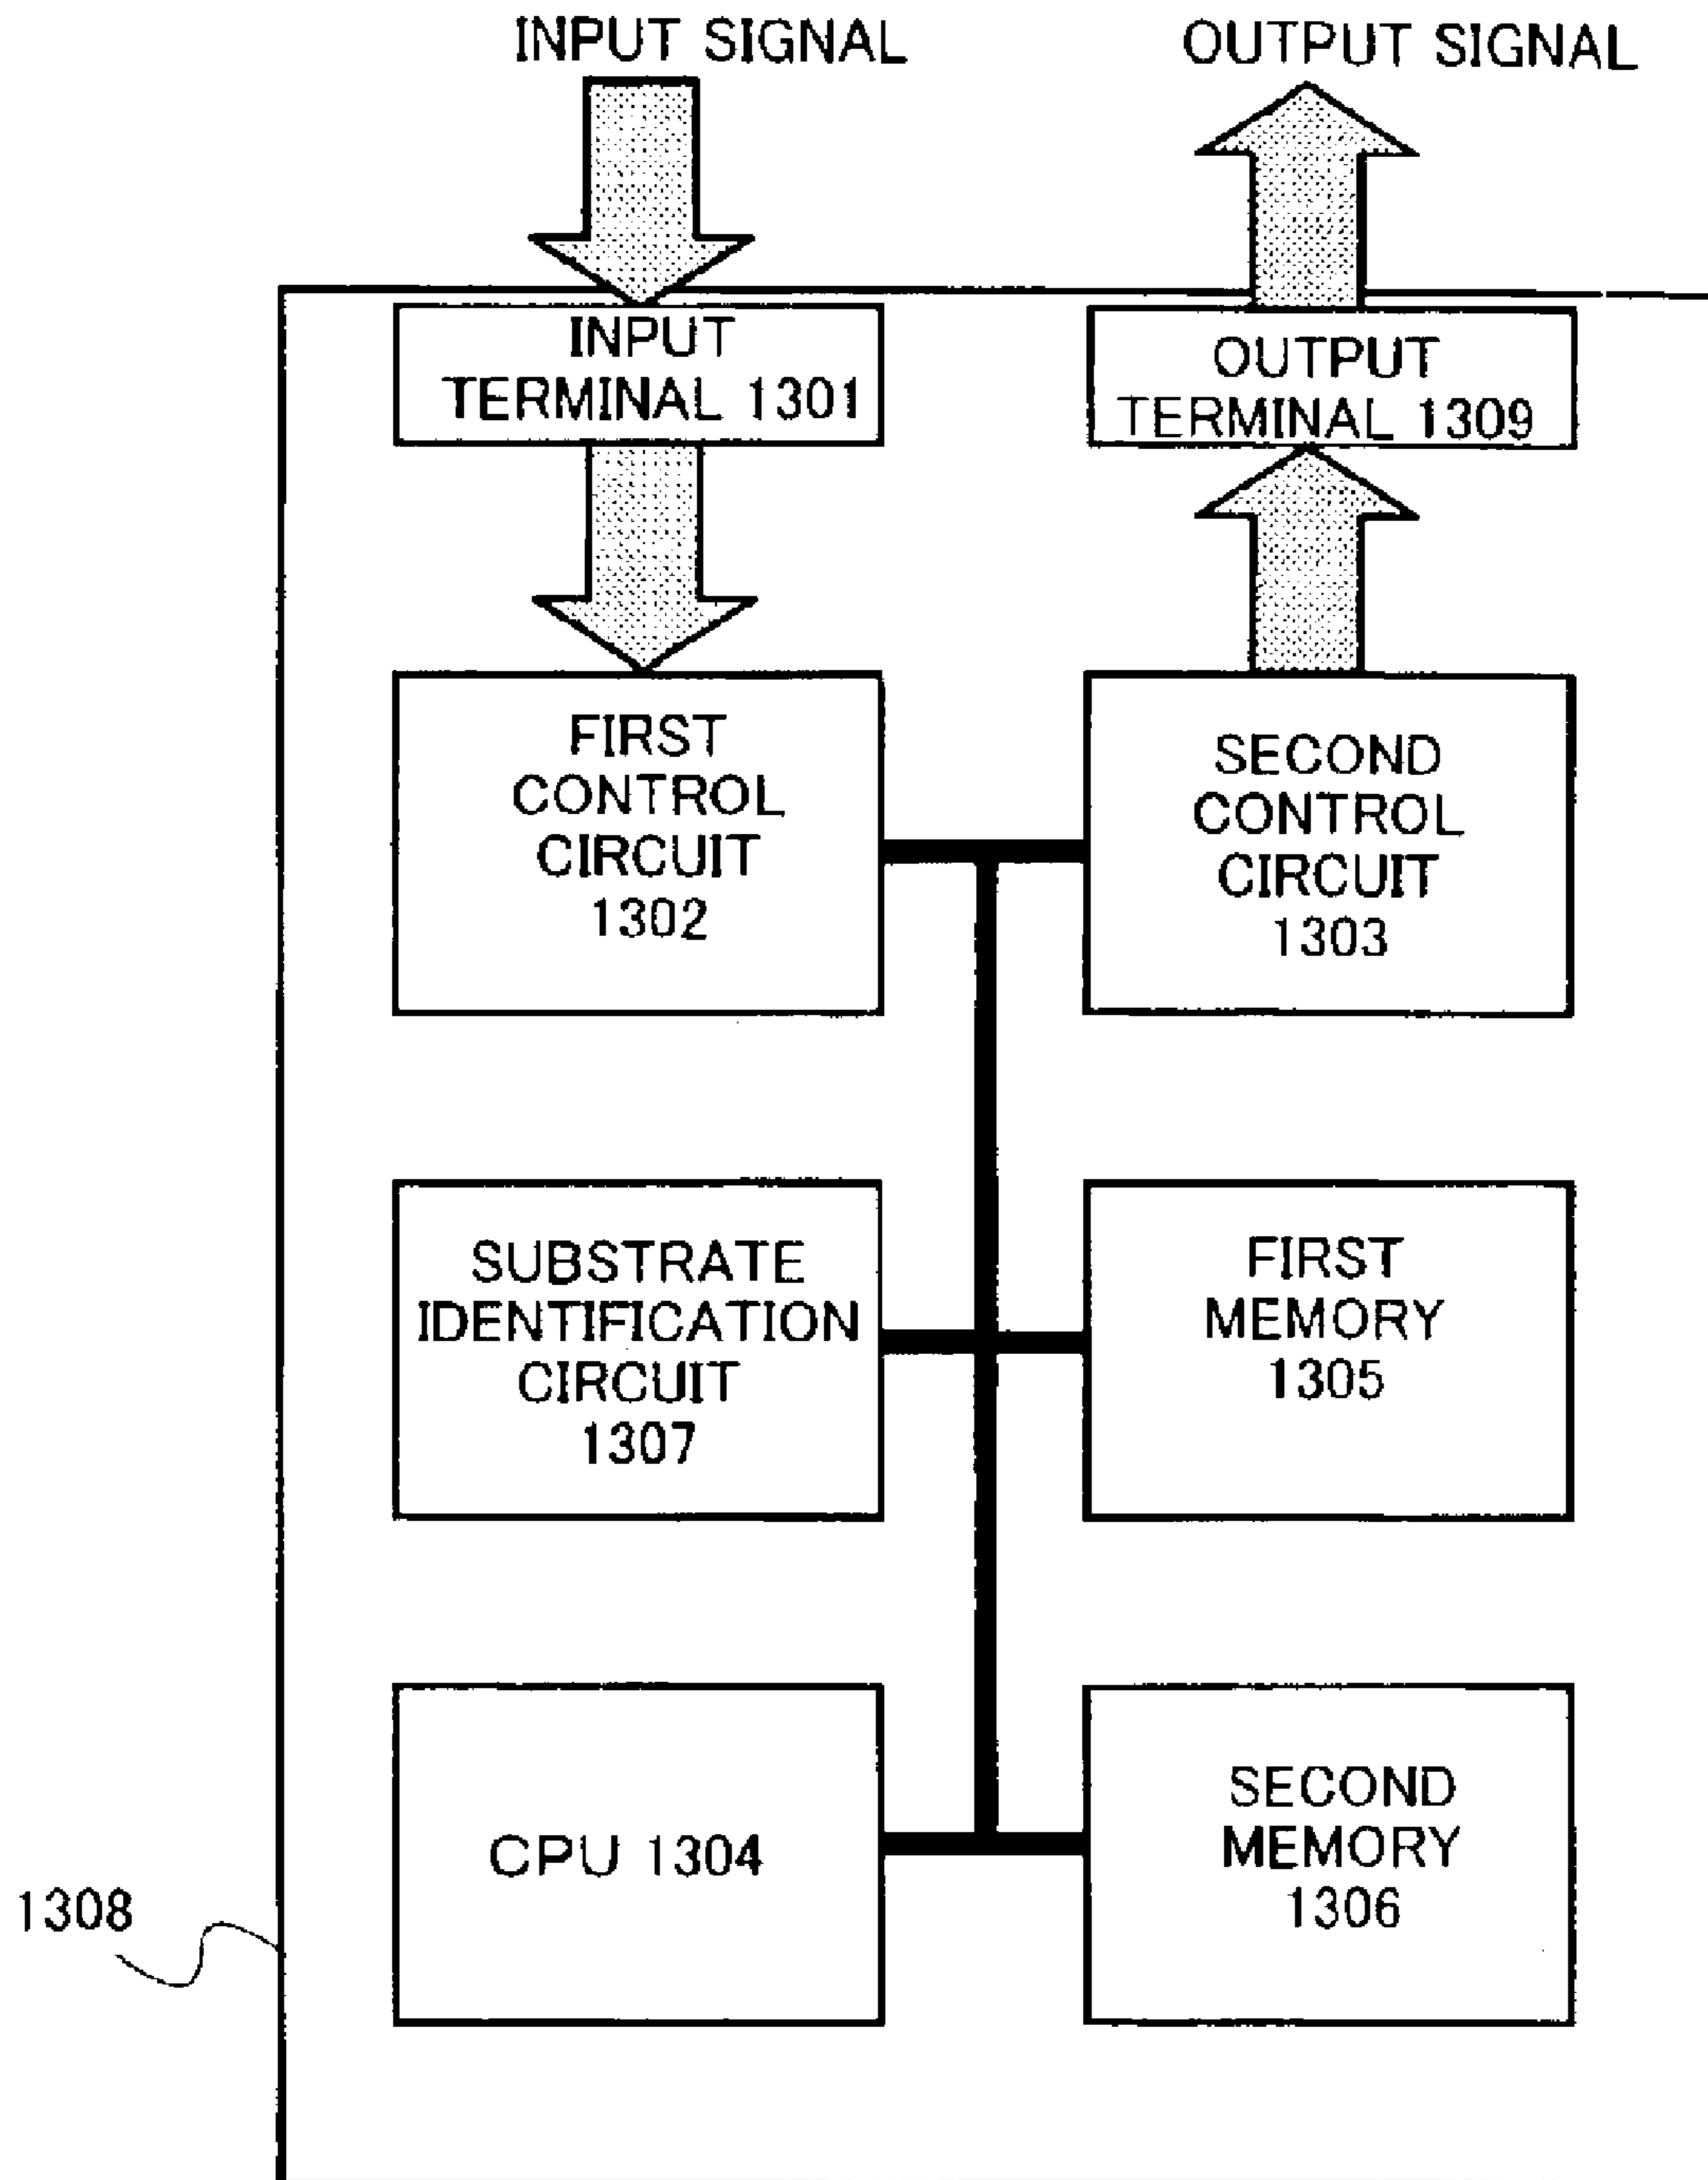 INPUT SIGNAL
OUTPUT SIGNAL
INPUT
TERMINAL 1301
OUTPUT
TERMINAL 1309
FIRST
CONTROL
CIRCUIT
1302
SECOND
CONTROL
CIRCUIT
1303
SUBSTRATE
IDENTIFICATION
CIRCUIT
1307
FIRST
MEMORY
1305
CPU 1304
SECOND
MEMORY
1306
1308